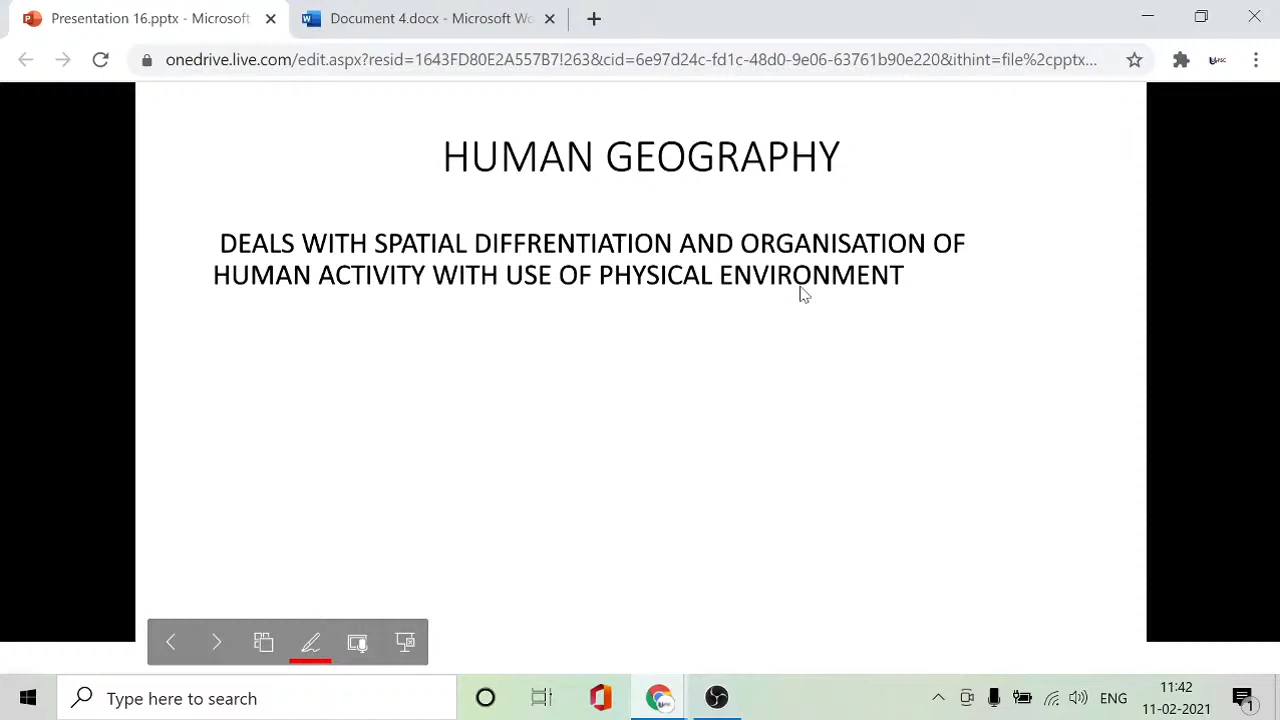 Presentation 16.pptx - Microsoft
Document 4.docx - Microsoft Wo
onedrive.live.com/edit.aspx?resid=1643FD80E2A557B7!263&cid=6e97d24c-fd1c-48d0-9e06-63761b90e220&ithint=file%2cpptx...
HUMAN GEOGRAPHY
DEALS WITH SPATIAL DIFFRENTIATION AND ORGANISATION OF
HUMAN ACTIVITY WITH USE OF PHYSICAL ENVIRONMENT
Type here to search
ENG
11:42
11-02-2021
1